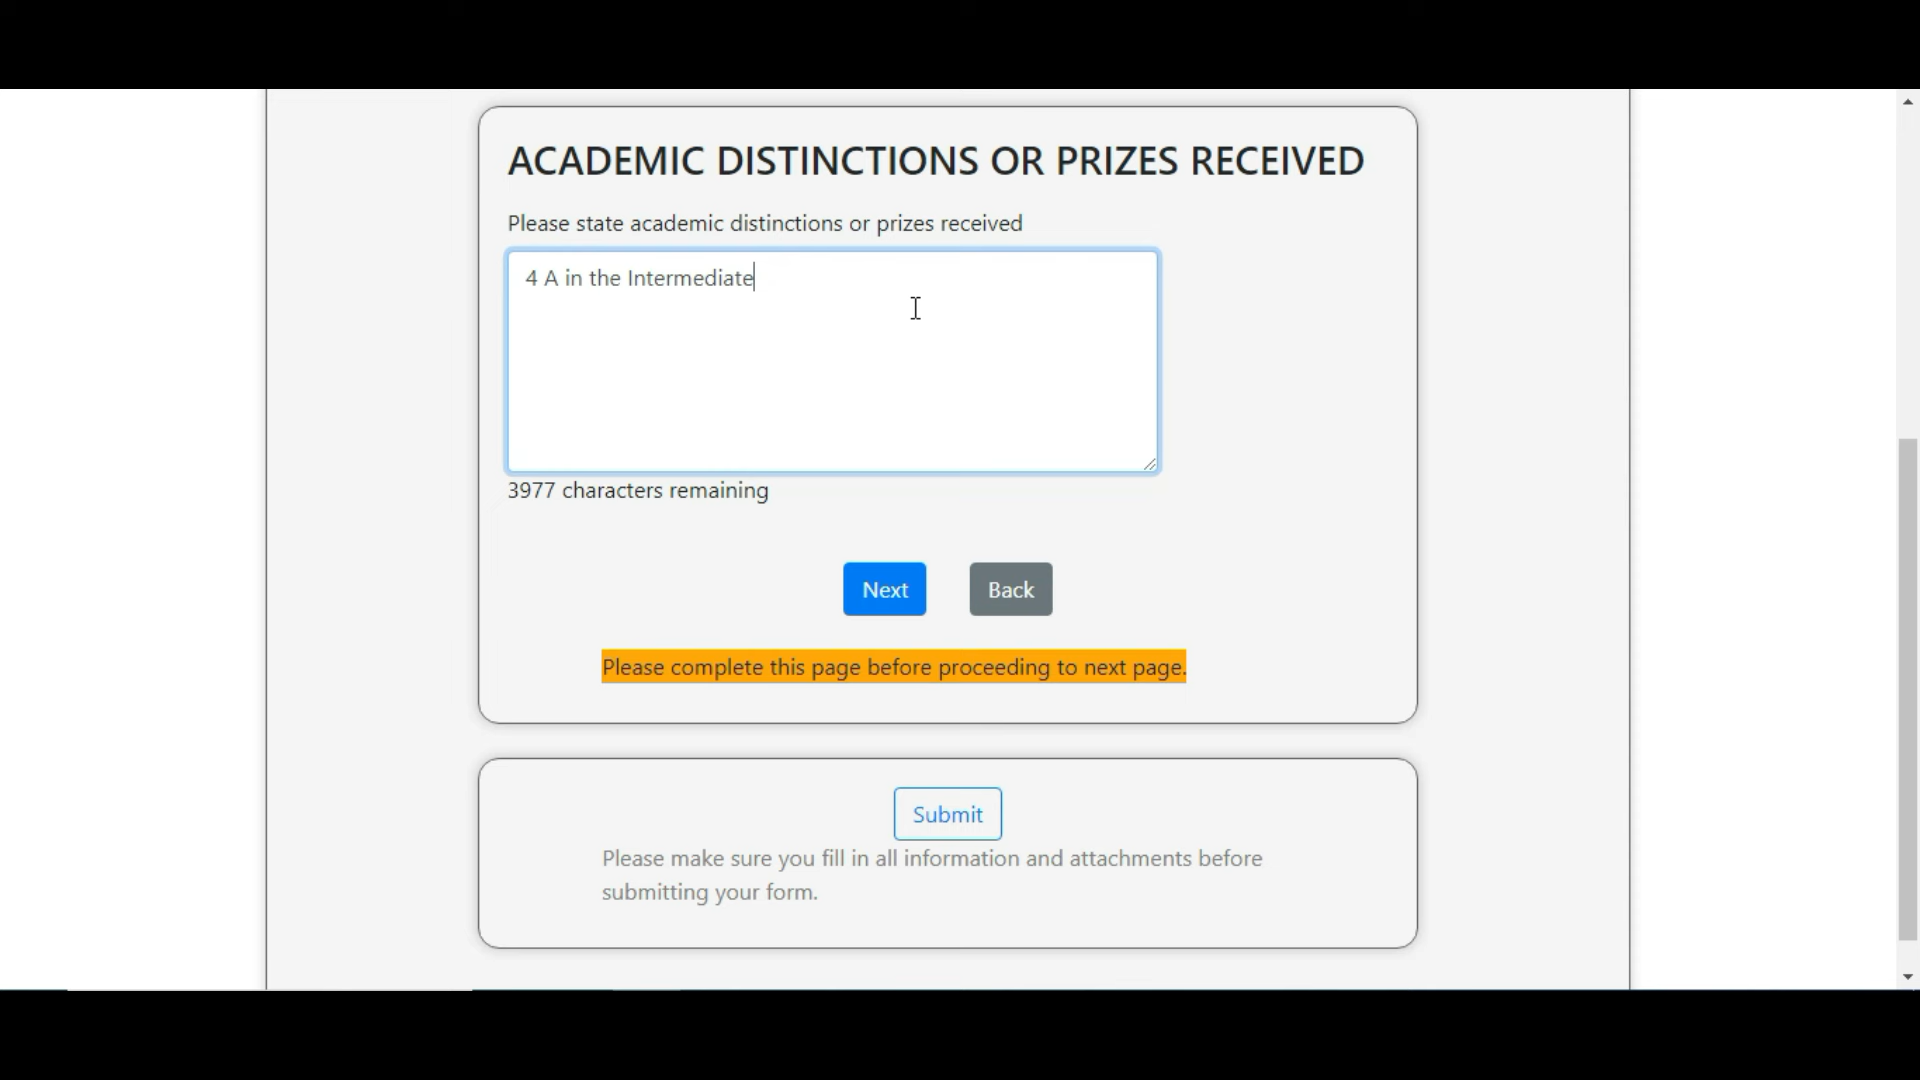 ACADEMIC DISTINCTIONS OR PRIZES RECEIVED
Please state academic distinctions or prizes received
4 A in the Intermediate
3977 characters remaining
Next Back
Please complete this page before proceeding to next page.
Submit
Please make sure you fill in all information and attachments before
submitting your form.